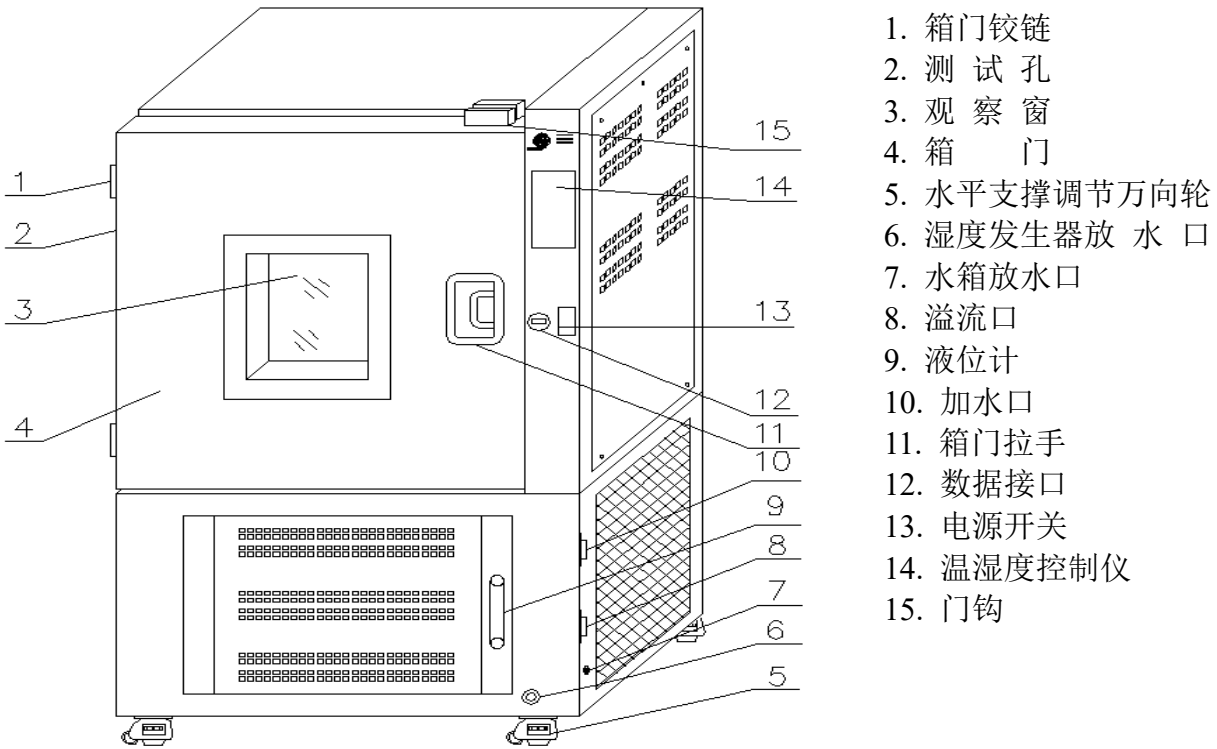 1. 箱门铰链
2. 测 试 孔
3. 观 察 窗
4. 箱 门
5. 水平支撑调节万向轮
6. 湿度发生器放 水 口
7. 水箱放水口
8. 溢流口
9. 液位计
10. 加水口
11. 箱门拉手
12. 数据接口
13. 电源开关
14. 温湿度控制仪
15. 门钩
1
2
3
4
15
14
13
12
11
10
9
8
7
6
5